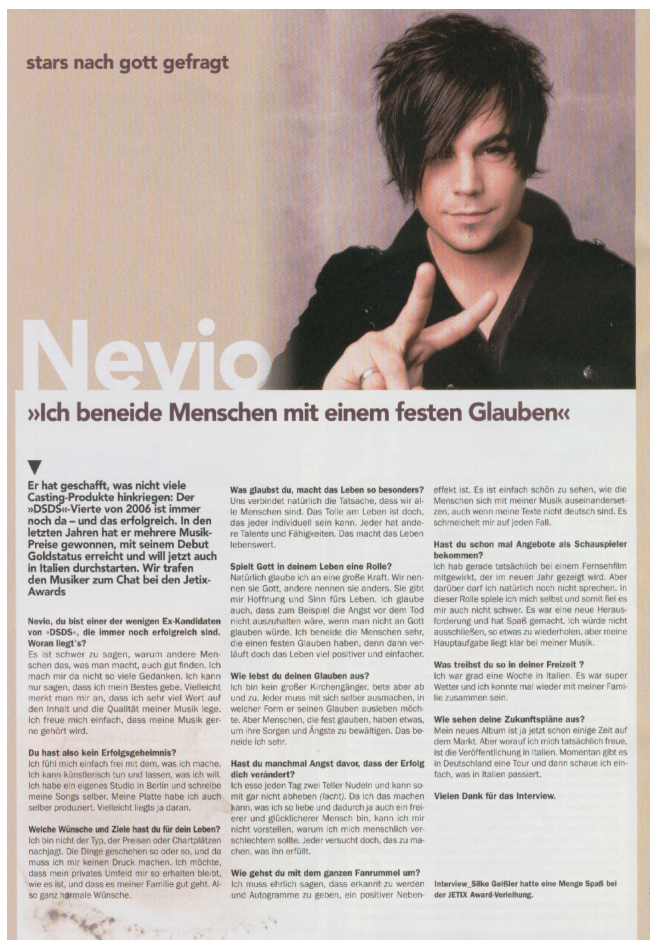 stars nach gott gefragt
Nevio
»Ich beneide Menschen mit einem festen Glauben«
Er hat geschafft, was nicht viele
Casting-Produkte hinkriegen: Der
»DSDS«-Vierte von 2006 ist immer
noch da – und das erfolgreich. In den
letzten Jahren hat er mehrere Musik-
Preise gewonnen, mit seinem Debut
Goldstatus erreicht und will jetzt auch
in Italien durchstarten. Wir trafen
den Musiker zum Chat bei den Jetix-
Awards
Nevio, du bist einer der wenigen Ex-Kandidaten
von »DSDS«, die immer noch erfolgreich sind.
Woran liegt's?
Es ist schwer zu sagen, warum andere Men-
schen das, was man macht, auch gut finden. Ich
mach mir da nicht so viele Gedanken. Ich kann
nur sagen, dass ich mein Bestes gebe. Vielleicht
merkt man mir an, dass ich sehr viel Wert auf
den Inhalt und die Qualität meiner Musik lege.
Ich freue mich einfach, dass meine Musik ger-
ne gehört wird.
Du hast also kein Erfolgsgeheimnis?
Ich fühl mich einfach frei mit dem, was ich mache.
Ich kann künstlerisch tun und lassen, was ich will.
Ich habe ein eigenes Studio in Berlin und schreibe
meine Songs selber. Meine Platte habe ich auch
selber produziert. Vielleicht liegts ja daran.
Welche Wünsche und Ziele hast du für dein Leben?
Ich bin nicht der Typ, der Preisen oder Chartplätzen
nachjagt. Die Dinge geschehen so oder so, und da
muss ich mir keinen Druck machen. Ich möchte,
dass mein privates Umfeld mir so erhalten bleibt,
wie es ist, und dass es meiner Familie gut geht. Al-
so ganz normale Wünsche.
Was glaubst du, macht das Leben so besonders?
Uns verbindet natürlich die Tatsache, dass wir al-
le Menschen sind. Das Tolle am Leben ist doch,
das jeder individuell sein kann. Jeder hat ande-
re Talente und Fähigkeiten. Das macht das Leben
lebenswert.
Spielt Gott in deinem Leben eine Rolle?
Natürlich glaube ich an eine große Kraft. Wir nen-
nen sie Gott, andere nennen sie anders. Sie gibt
mir Hoffnung und Sinn fürs Leben. Ich glaube
auch, dass zum Beispiel die Angst vor dem Tod
nicht auszuhalten wäre, wenn man nicht an Gott
glauben würde. Ich beneide die Menschen sehr,
die einen festen Glauben haben, denn dann ver-
läuft doch das Leben viel positiver und einfacher.
Wie lebst du deinen Glauben aus?
Ich bin kein großer Kirchengänger, bete aber ab
und zu. Jeder muss mit sich selber ausmachen, in
welcher Form er seinen Glauben ausleben möch-
te. Aber Menschen, die fest glauben, haben etwas,
um ihre Sorgen und Ängste zu bewältigen. Das be-
neide ich sehr.
Hast du manchmal Angst davor, dass der Erfolg
dich verändert?
Ich esse jeden Tag zwei Teller Nudeln und kann so-
mit gar nicht abheben (lacht). Da ich das machen
kann, was ich so liebe und dadurch ja auch ein frei-
erer und glücklicherer Mensch bin, kann ich mir
nicht vorstellen, warum ich mich menschlich ver-
schlechtern sollte. Jeder versucht doch, das zu ma-
chen, was ihn erfüllt.
Wie gehst du mit dem ganzen Fanrummel um?
Ich muss ehrlich sagen, dass erkannt zu werden
und Autogramme zu geben, ein positiver Neben-
effekt ist. Es ist einfach schön zu sehen, wie die
Menschen sich mit meiner Musik auseinanderset-
zen, auch wenn meine Texte nicht deutsch sind. Es
schmeichelt mir auf jeden Fall.
Hast du schon mal Angebote als Schauspieler
bekommen?
Ich hab gerade tatsächlich bei einem Fernsehfilm
mitgewirkt, der im neuen Jahr gezeigt wird. Aber
darüber darf ich natürlich noch nicht sprechen. In
dieser Rolle spiele ich mich selbst und somit fiel es
mir auch nicht schwer. Es war eine neue Heraus-
forderung und hat Spaß gemacht. Ich würde nicht
ausschließen, so etwas zu wiederholen, aber meine
Hauptaufgabe liegt klar bei meiner Musik.
Was treibst du so in deiner Freizeit ?
Ich war grad eine Woche in Italien. Es war super
Wetter und ich konnte mal wieder mit meiner Fami-
lie zusammen sein.
Wie sehen deine Zukunftspläne aus?
Mein neues Album ist ja jetzt schon einige Zeit auf
dem Markt. Aber worauf ich mich tatsächlich freue,
ist die Veröffentlichung in Italien. Momentan gibt es
in Deutschland eine Tour und dann schaue ich ein-
fach, was in Italien passiert.
Vielen Dank für das Interview.
Interview_Silke Geißler hatte eine Menge Spaß bei
der JETIX Award-Verleihung.